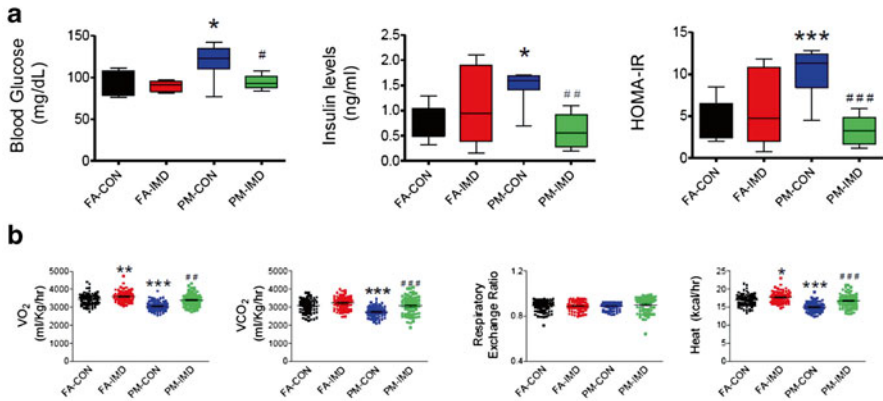 a
Blood Glucose
(mg/dL)
150
100
50
0
*
#
FA-CON
FA-IMD
PM-CON
PM-IMD
Insulin levels
(ng/ml)
2.5
2.0
1.5
1.0
0.5
0.0
*
##
FA-CON
FA-IMD
PM-CON
PM-IMD
HOMA-IR
15
10
5
0
***
###
FA-CON
FA-IMD
PM-CON
PM-IMD
b
VO2
(ml/Kg/hr)
5000
4000
3000
2000
1000
0
**
***
##
FA-CON
FA-IMD
PM-CON
PM-IMD
VCO2
(ml/Kg/hr)
5000
4000
3000
2000
1000
0
***
###
FA-CON
FA-IMD
PM-CON
PM-IMD
Respiratory
Exchange Ratio
1.2
0.8
0.4
FA-CON
FA-IMD
PM-CON
PM-IMD
Heat (kcal/hr)
25
20
15
10
5
0
*
***
###
FA-CON
FA-IMD
PM-CON
PM-IMD